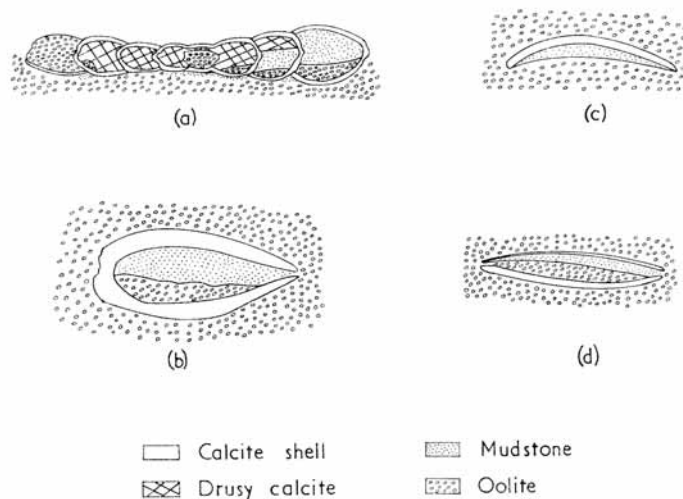 (a)
(c)
(b)
(d)
Calcite shell
Mudstone
Drusy calcite
Oolite